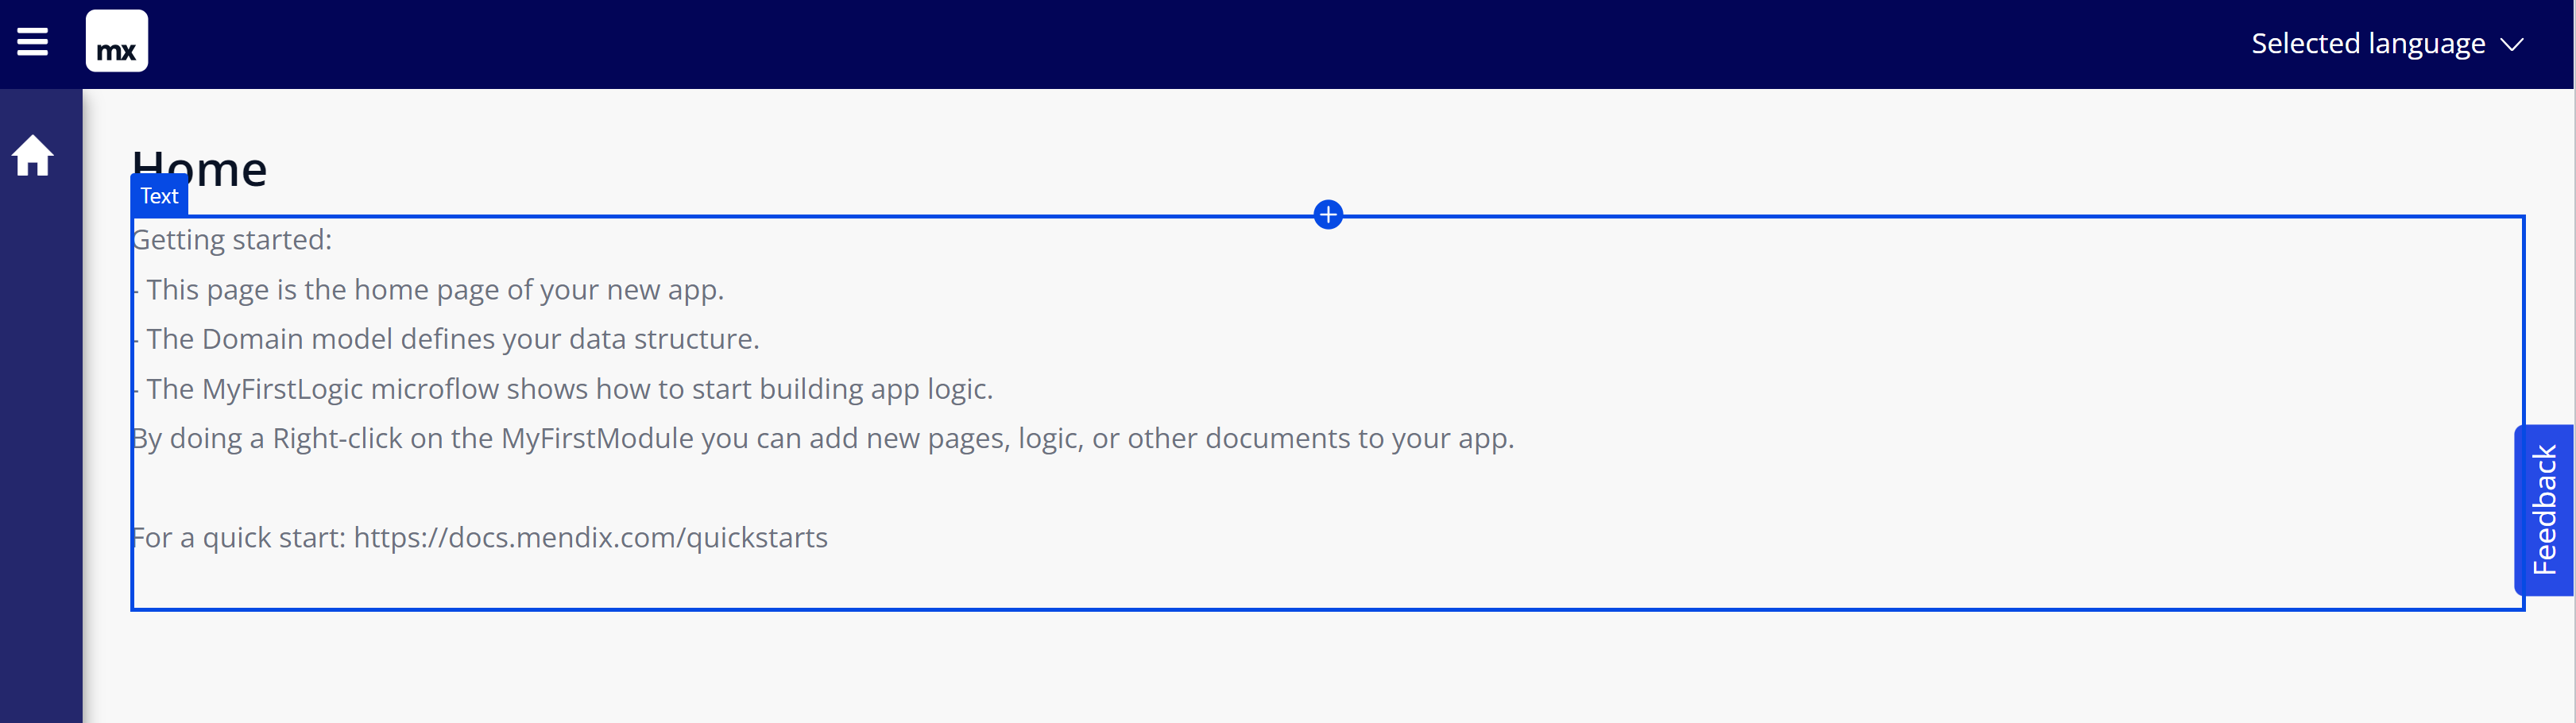 mx
Selected language
Home
Text
Getting started:
- This page is the home page of your new app.
- The Domain model defines your data structure.
- The MyFirstLogic microflow shows how to start building app logic.
By doing a Right-click on the MyFirstModule you can add new pages, logic, or other documents to your app.
For a quick start: https://docs.mendix.com/quickstarts
Feedback